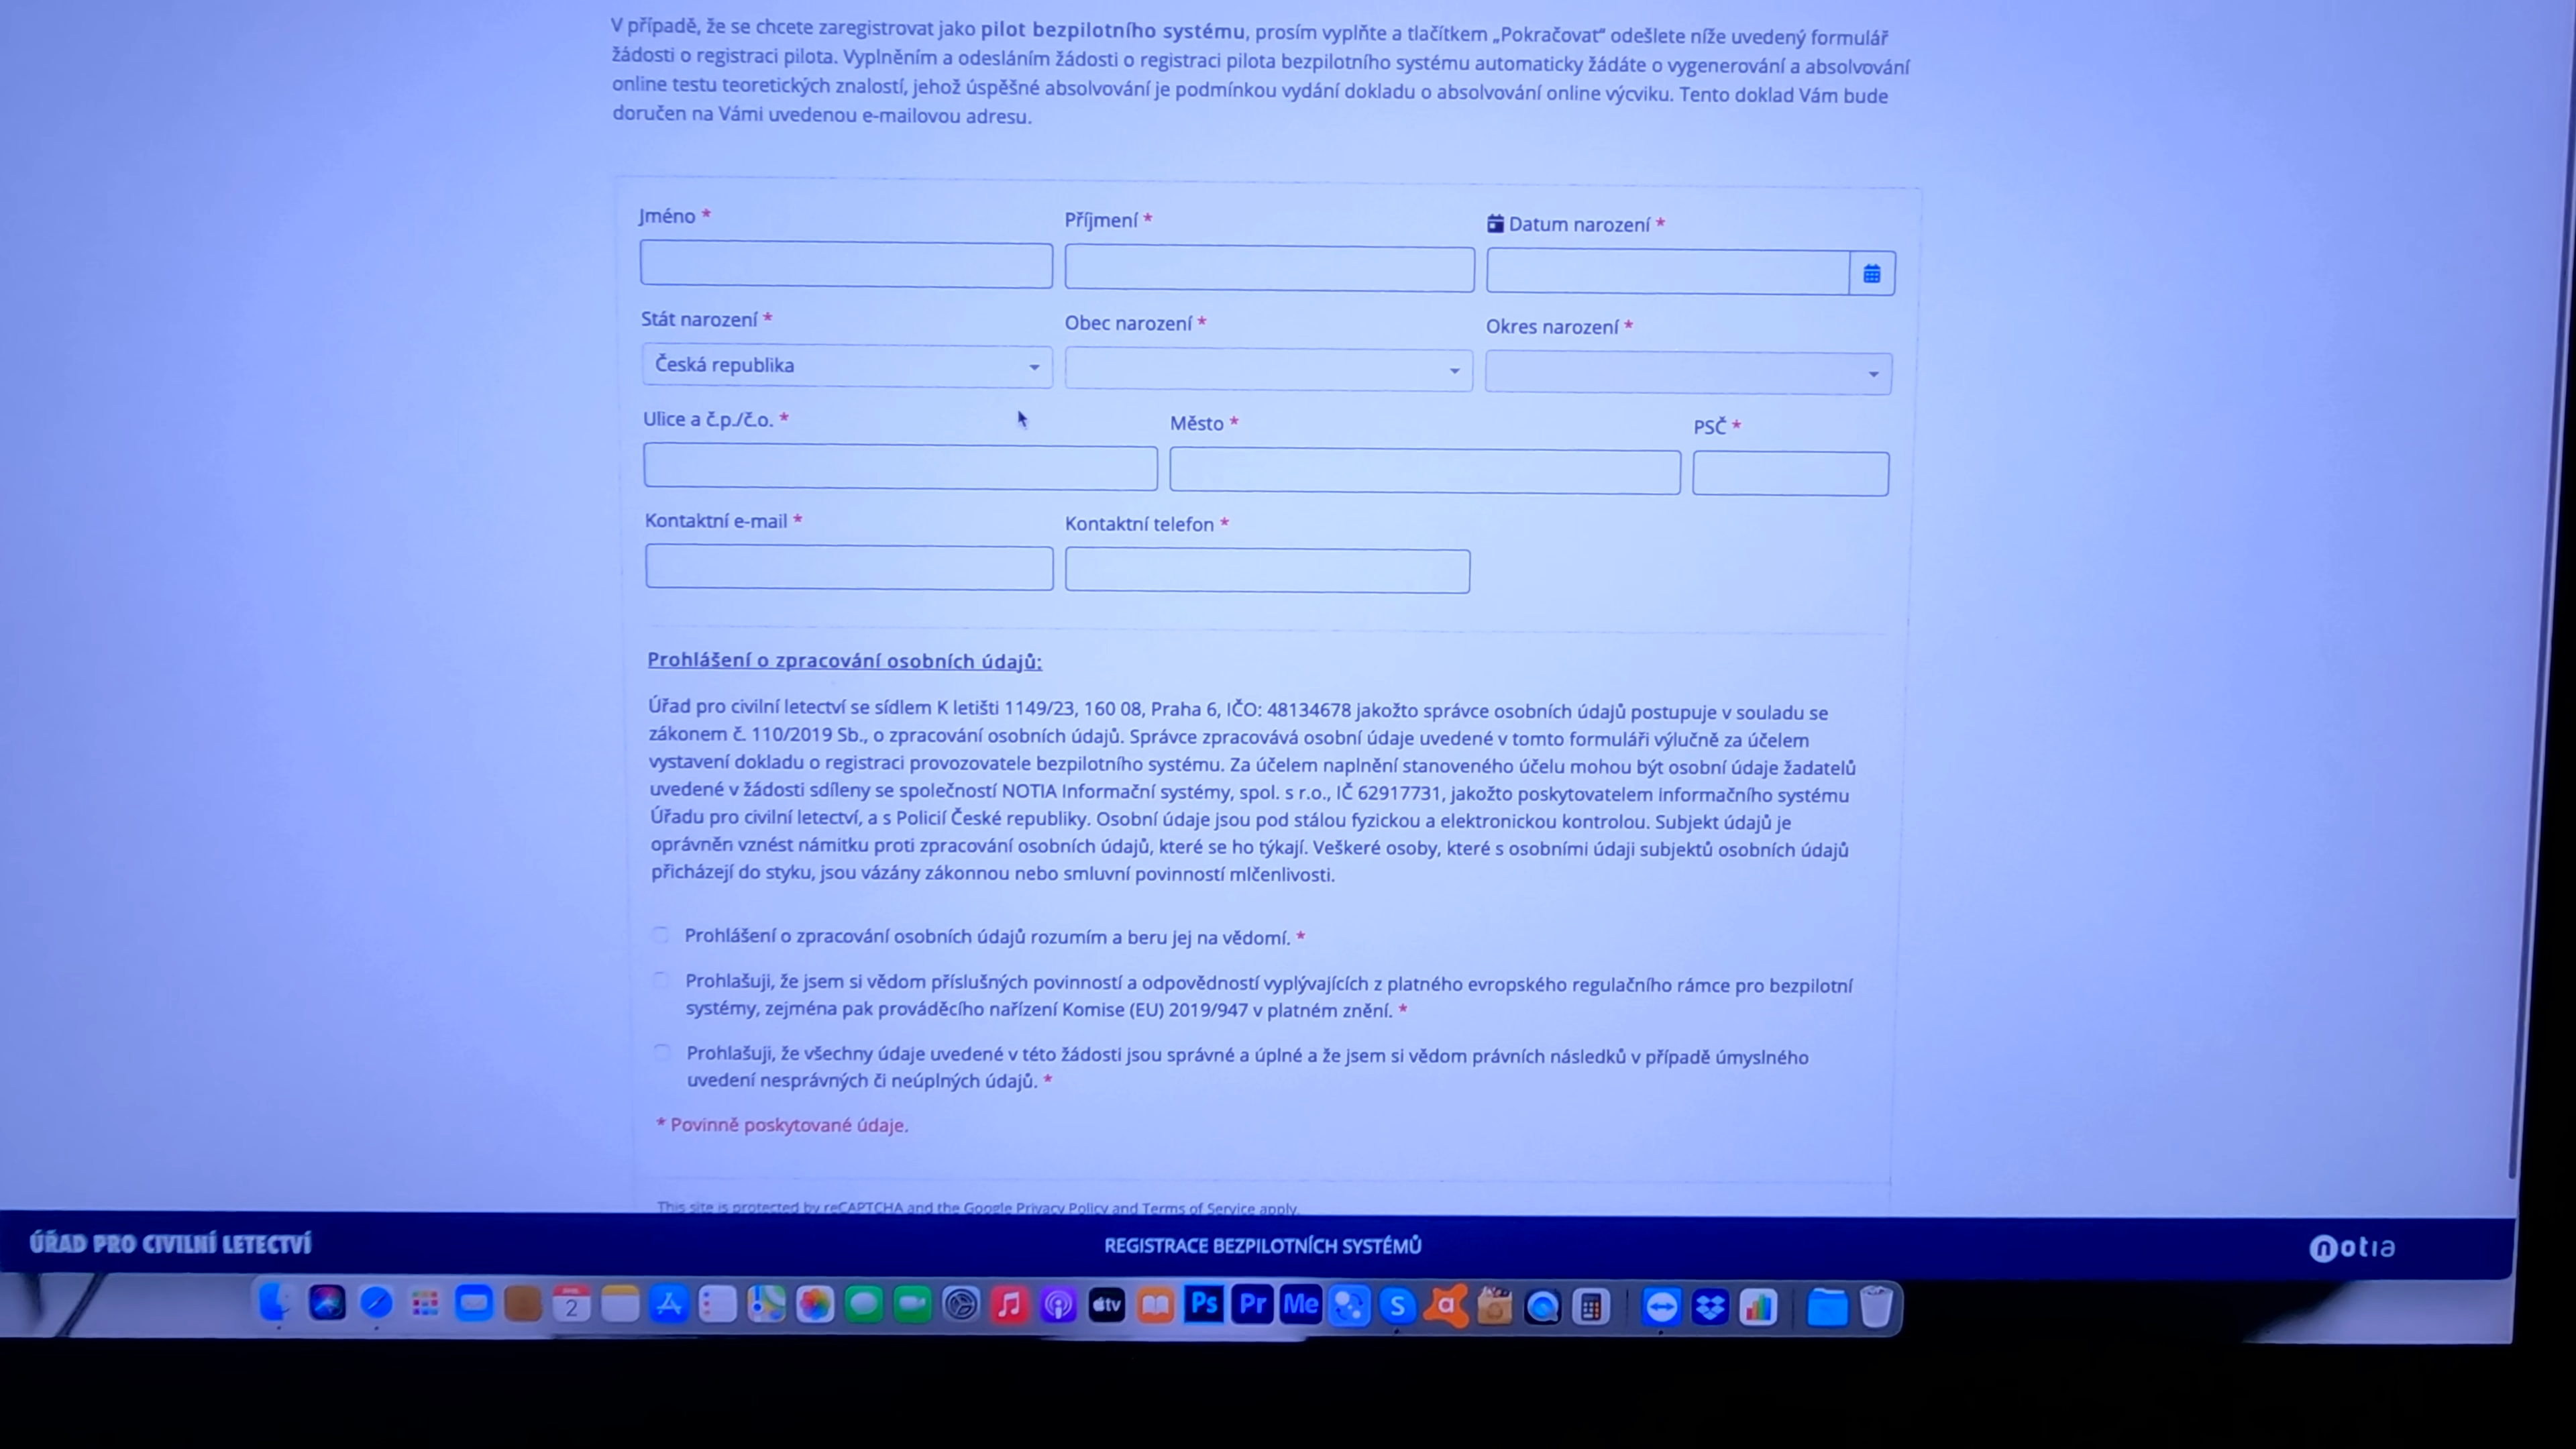 V případě, že se chcete zaregistrovat jako pilot bezpilotního systému, prosím vyplňte a tlačítkem „Pokračovat“ odešlete níže uvedený formulář
žádosti o registraci pilota. Vyplněním a odesláním žádosti o registraci pilota bezpilotního systému automaticky žádáte o vygenerování a absolvování
online testu teoretických znalostí, jehož úspěšné absolvování je podmínkou vydání dokladu o absolvování online výcviku. Tento doklad Vám bude
doručen na Vámi uvedenou e-mailovou adresu.
Jméno * Příjmení * Datum narození *
Stát narození * Obec narození * Okres narození *
Česká republika
Ulice a č.p./č.o. * Město * PSČ *
Kontaktní e-mail * Kontaktní telefon *
Prohlášení o zpracování osobních údajů:
Úřad pro civilní letectví se sídlem K letišti 1149/23, 160 08, Praha 6, IČO: 48134678 jakožto správce osobních údajů postupuje v souladu se
zákonem č. 110/2019 Sb., o zpracování osobních údajů. Správce zpracovává osobní údaje uvedené v tomto formuláři výlučně za účelem
vystavení dokladu o registraci provozovatele bezpilotního systému. Za účelem naplnění stanoveného účelu mohou být osobní údaje žadatelů
uvedené v žádosti sdíleny se společností NOTIA Informační systémy, spol. s r.o., IČ 62917731, jakožto poskytovatelem informačního systému
Úřadu pro civilní letectví, a s Policií České republiky. Osobní údaje jsou pod stálou fyzickou a elektronickou kontrolou. Subjekt údajů je
oprávněn vznést námitku proti zpracování osobních údajů, které se ho týkají. Veškeré osoby, které s osobními údaji subjektů osobních údajů
přicházejí do styku, jsou vázány zákonnou nebo smluvní povinností mlčenlivosti.
Prohlášení o zpracování osobních údajů rozumím a beru jej na vědomí. *
Prohlašuji, že jsem si vědom příslušných povinností a odpovědností vyplývajících z platného evropského regulačního rámce pro bezpilotní
systémy, zejména pak prováděcího nařízení Komise (EU) 2019/947 v platném znění. *
Prohlašuji, že všechny údaje uvedené v této žádosti jsou správné a úplné a že jsem si vědom právních následků v případě úmyslného
uvedení nesprávných či neúplných údajů. *
* Povinně poskytované údaje.
This site is protected by reCAPTCHA and the Google Privacy Policy and Terms of Service apply.
ÚŘAD PRO CIVILNÍ LETECTVÍ REGISTRACE BEZPILOTNÍCH SYSTÉMŮ notia
2 tv Ps Pr Me S a